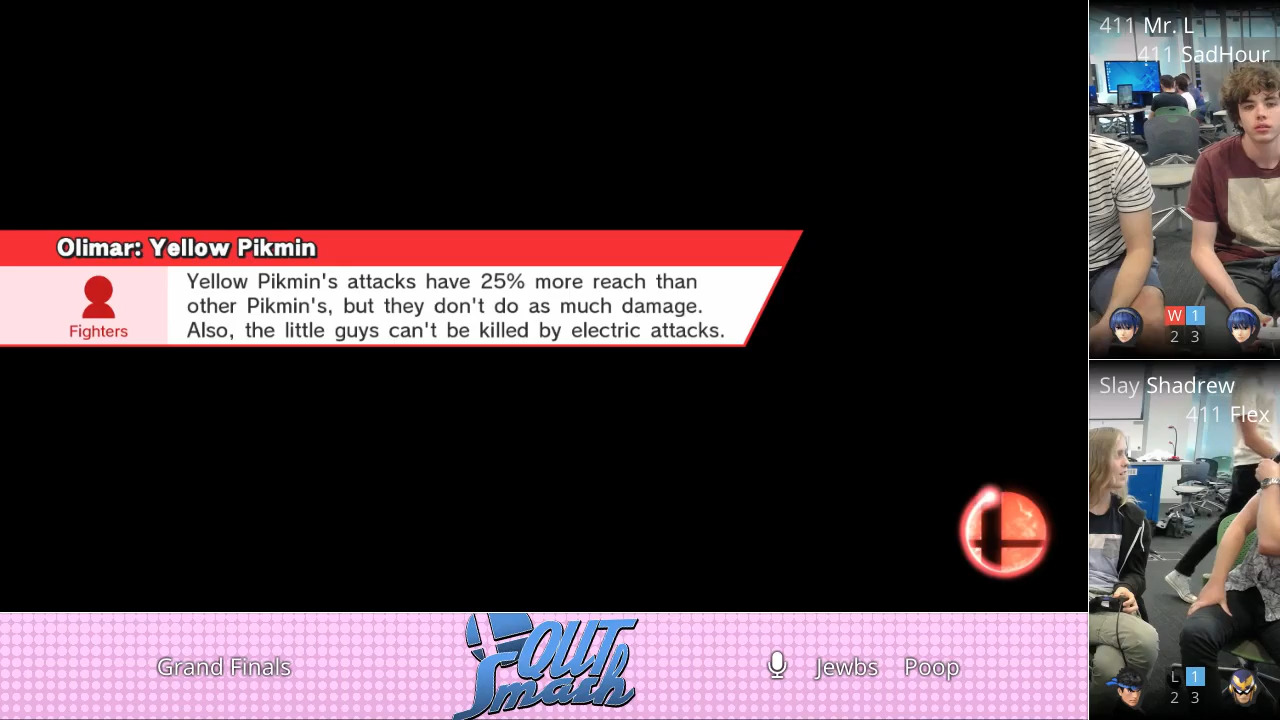 Olimar: Yellow Pikmin
Fighters
Yellow Pikmin's attacks have 25% more reach than
other Pikmin's, but they don't do as much damage.
Also, the little guys can't be killed by electric attacks.
411 Mr. L
411 SadHour
W 1
2 3
Slay Shadrew
411 Flex
L 1
2 3
Grand Finals
OUT
Smash
Jewbs Poop